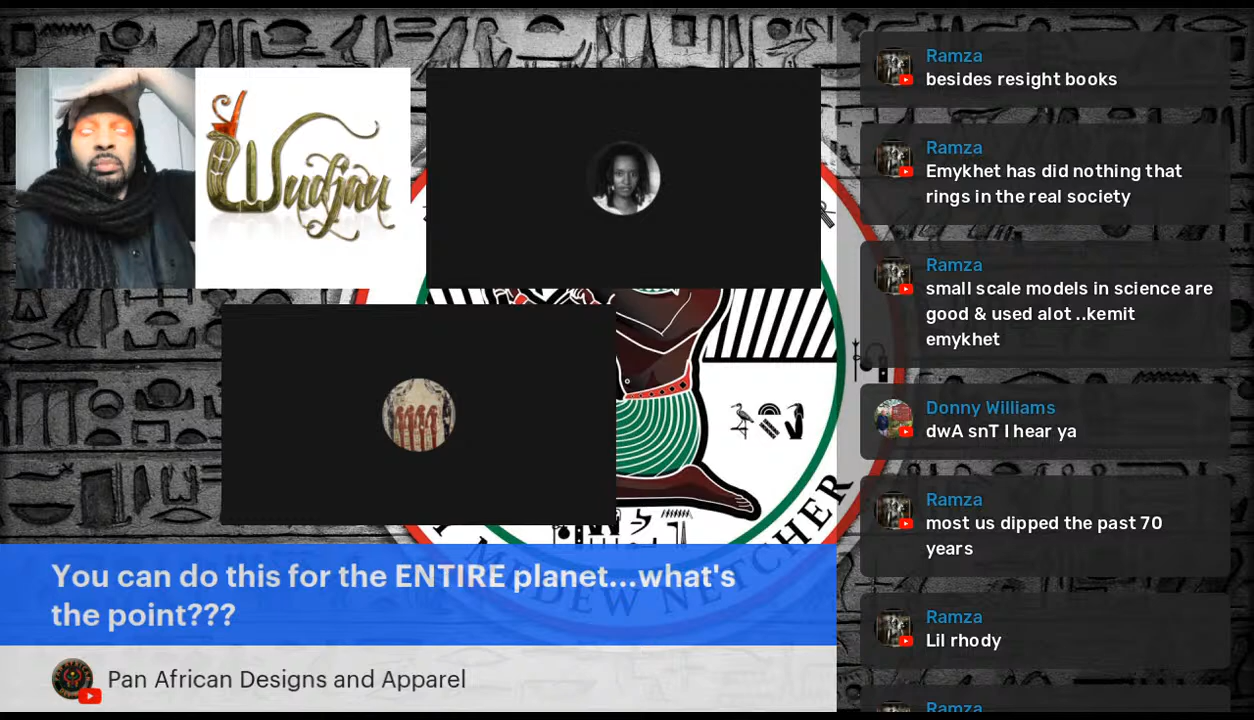 Wudjau
MDEW NETCHER
You can do this for the ENTIRE planet...what's
the point???
Pan African Designs and Apparel
Ramza
besides resight books
Ramza
Emykhet has did nothing that
rings in the real society
Ramza
small scale models in science are
good & used alot ..kemit
emykhet
Donny Williams
dwA snT I hear ya
Ramza
most us dipped the past 70
years
Ramza
Lil rhody
Ramza